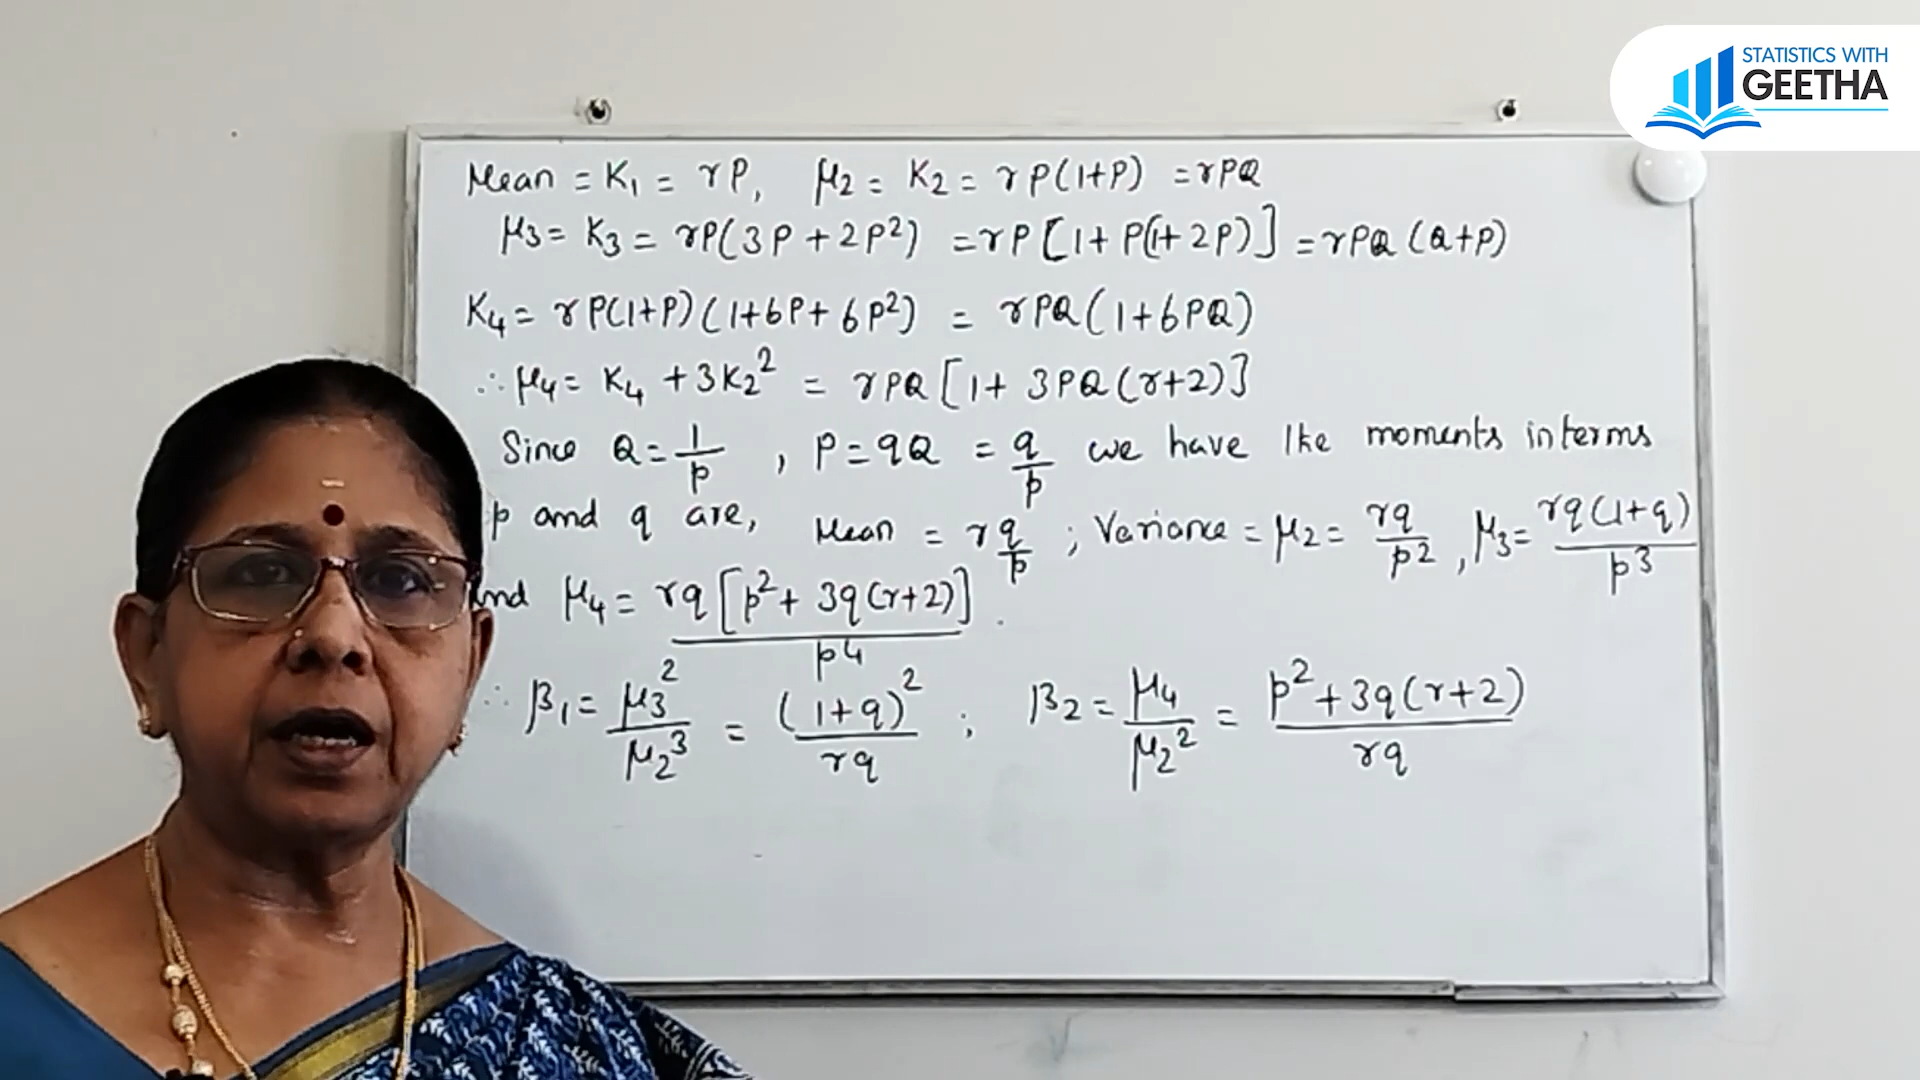 STATISTICS WITH
GEETHA
Mean = K₁ = rP, μ₂ = K₂ = rP(1+P) = rPQ
μ₃ = K₃ = rP(3P + 2P²) = rP[1+P(1+2P)] = rPQ(Q+P)
K₄ = rP(1+P)(1+6P+6P²) = rPQ(1+6PQ)
∴ μ₄ = K₄ + 3K₂² = rPQ[1+3PQ(r+2)]
Since Q = 1/p, P = qQ = q/p we have the moments in terms
p and q are, Mean = rq/p ; Variance = μ₂ = rq/p², μ₃ = rq(1+q)/p³
and μ₄ = rq[p²+3q(r+2)]/p⁴.
∴ β₁ = μ₃²/μ₂³ = (1+q)²/rq ; β₂ = μ₄/μ₂² = p²+3q(r+2)/rq